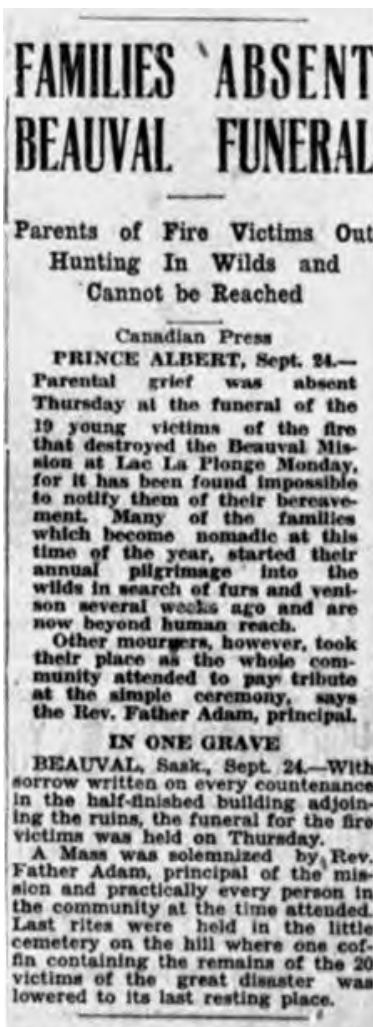 FAMILIES ABSENT
BEAUVAL FUNERAL
Parents of Fire Victims Out
Hunting In Wilds and
Cannot be Reached
Canadian Press
PRINCE ALBERT, Sept. 24.—
Parental grief was absent
Thursday at the funeral of the
19 young victims of the fire
that destroyed the Beauval Mis-
sion at Lac La Plonge Monday,
for it has been found impossible
to notify them of their bereave-
ment. Many of the families
which become nomadic at this
time of the year, started their
annual pilgrimage into the
wilds in search of furs and veni-
son several weeks ago and are
now beyond human reach.
Other mourners, however, took
their place as the whole com-
munity attended to pay tribute
at the simple ceremony, says
the Rev. Father Adam, principal.
IN ONE GRAVE
BEAUVAL, Sask., Sept. 24.—With
sorrow written on every countenance
in the half-finished building adjoin-
ing the ruins, the funeral for the fire
victims was held on Thursday.
A Mass was solemnized by Rev.
Father Adam, principal of the mis-
sion and practically every person in
the community at the time attended.
Last rites were held in the little
cemetery on the hill where one cof-
fin containing the remains of the 20
victims of the great disaster was
lowered to its last resting place.